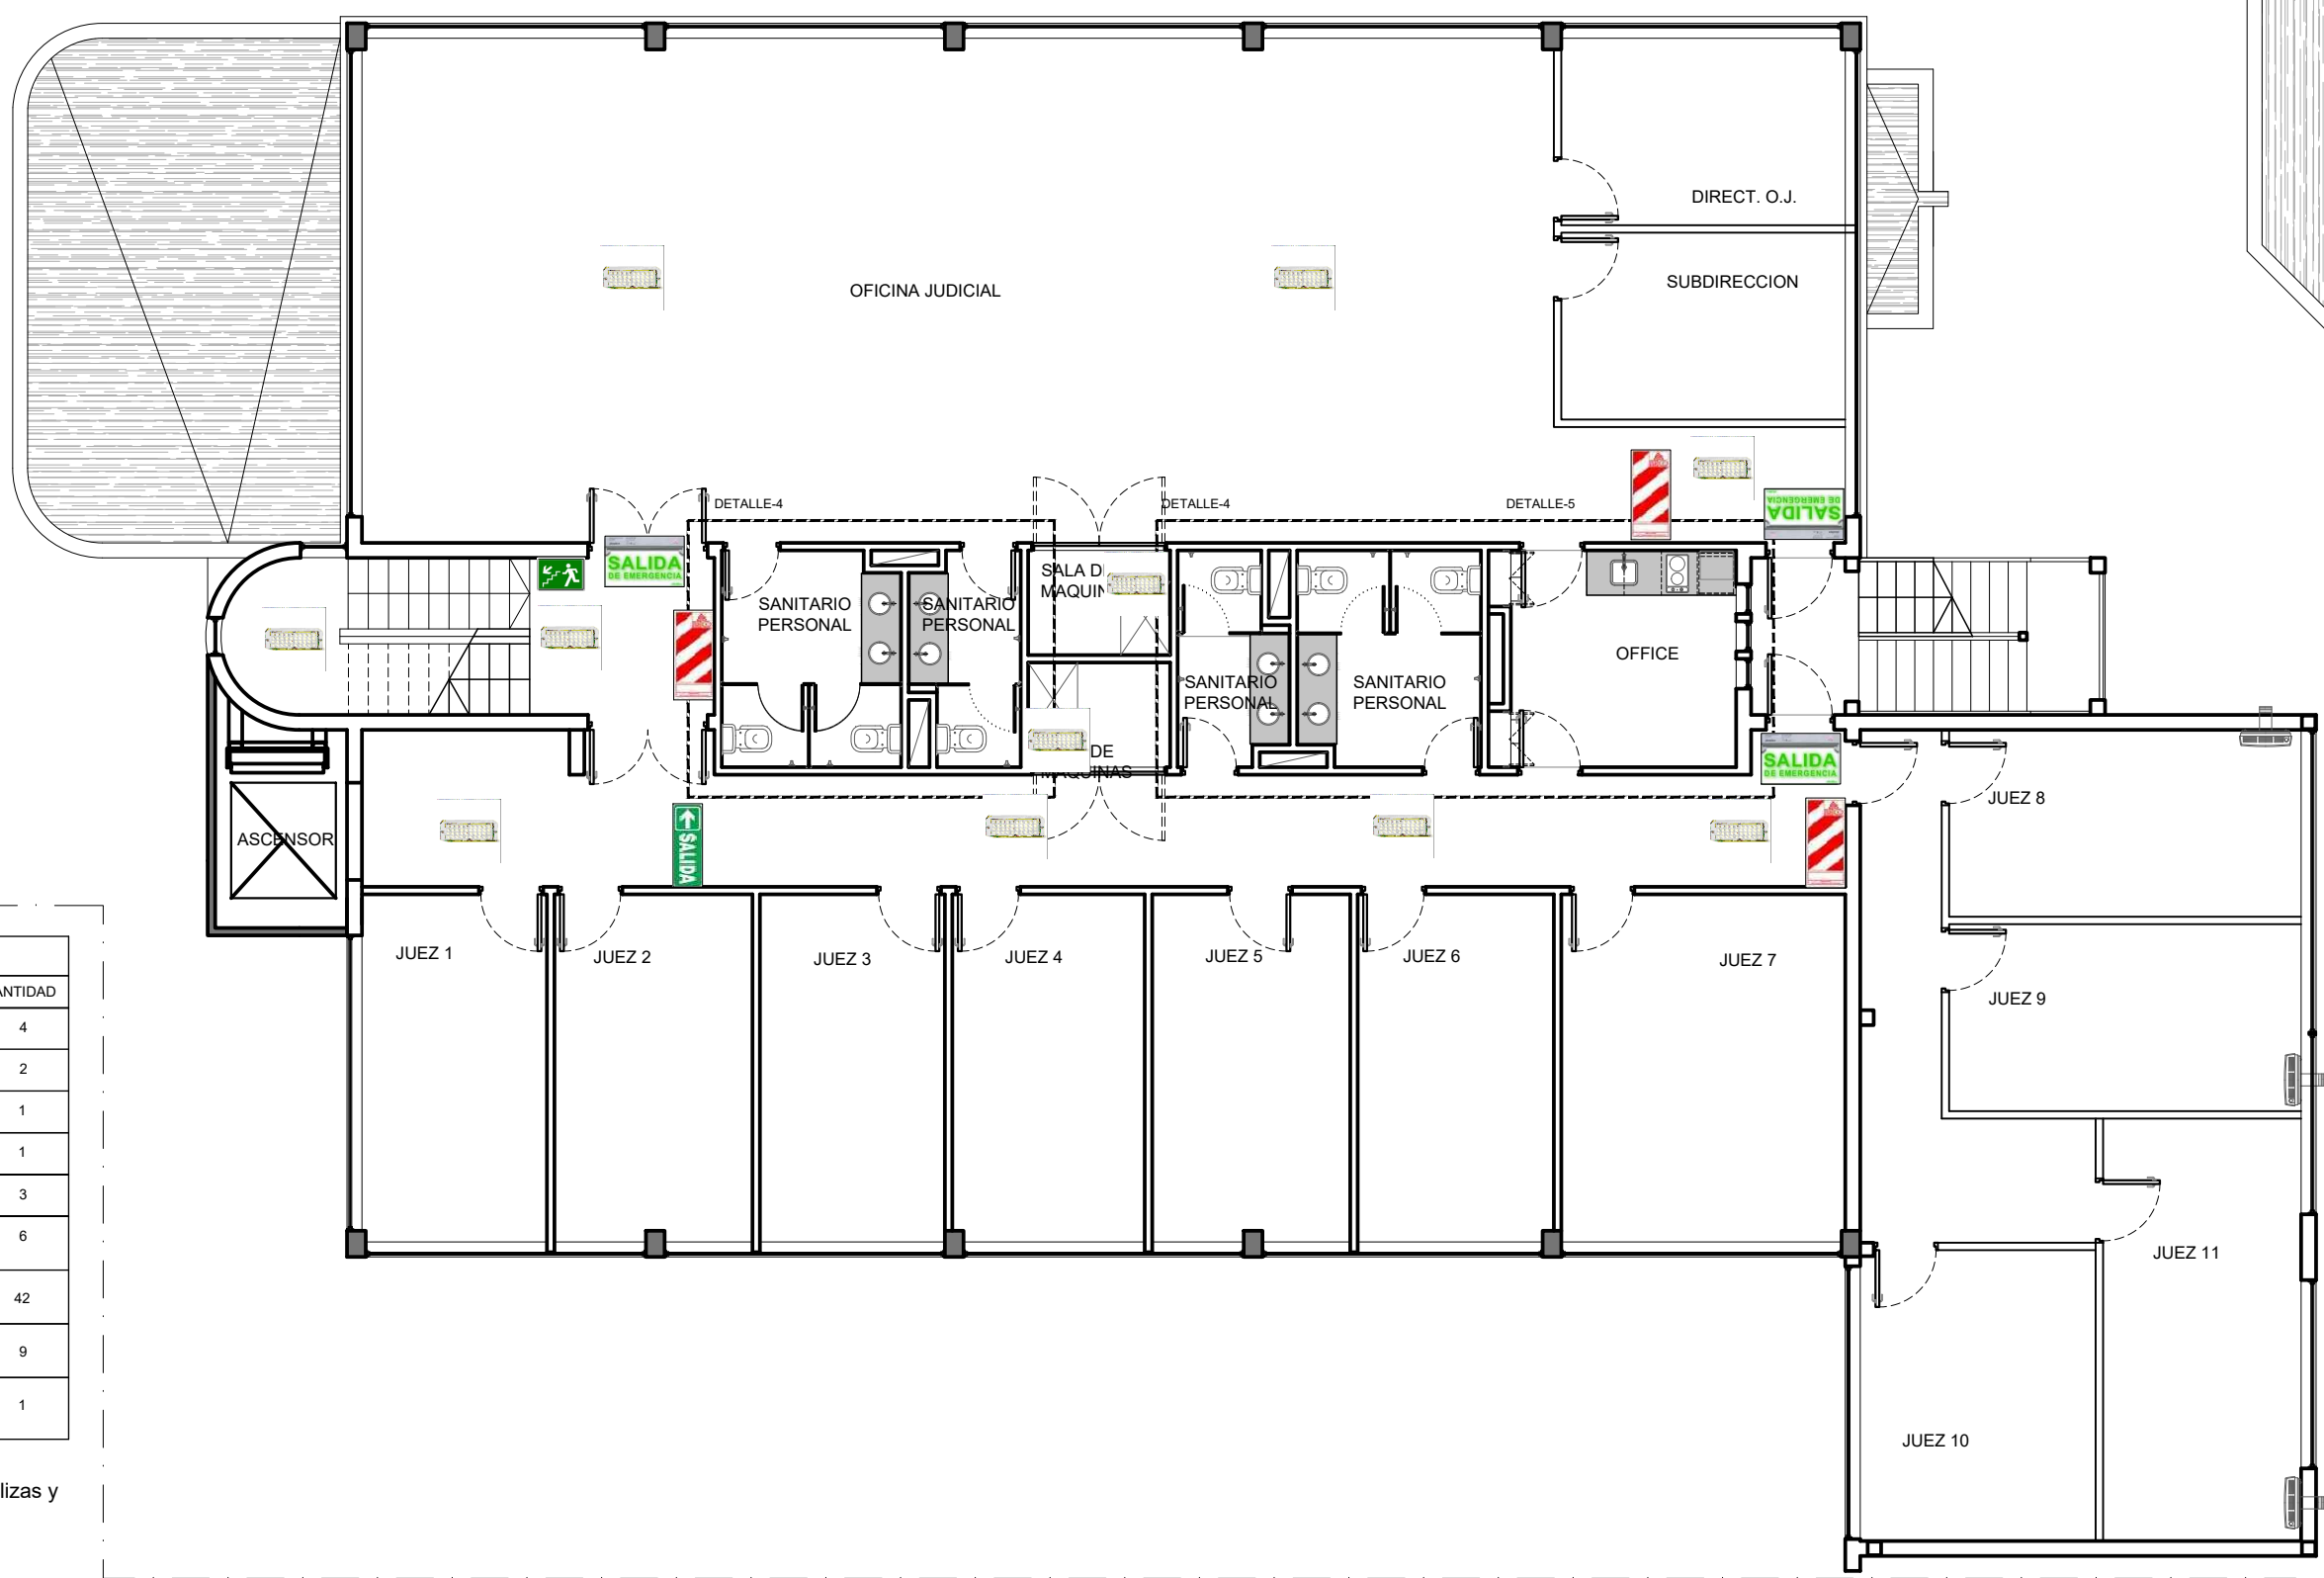 DIRECT. O.J.
SUBDIRECCION
OFICINA JUDICIAL
DETALLE-4
DETALLE-4
DETALLE-5
SALIDA
DE EMERGENCIA
SALIDA
DE EMERGENCIA
SANITARIO
PERSONAL
SANITARIO
PERSONAL
SALA DE
MAQUIN
OFFICE
SANITARIO
PERSONAL
SANITARIO
PERSONAL
DE
MAQUINAS
SALIDA
DE EMERGENCIA
SALIDA
ASCENSOR
JUEZ 8
JUEZ 1
JUEZ 2
JUEZ 3
JUEZ 4
JUEZ 5
JUEZ 6
JUEZ 7
JUEZ 9
JUEZ 11
JUEZ 10
ANTIDAD
4
2
1
1
3
6
42
9
1
lizas y